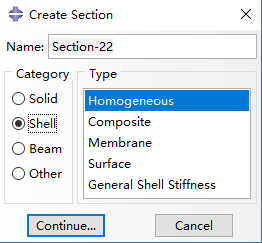 Create Section
Name: Section-22
Category
Solid
Shell
Beam
Other
Type
Homogeneous
Composite
Membrane
Surface
General Shell Stiffness
Continue...
Cancel